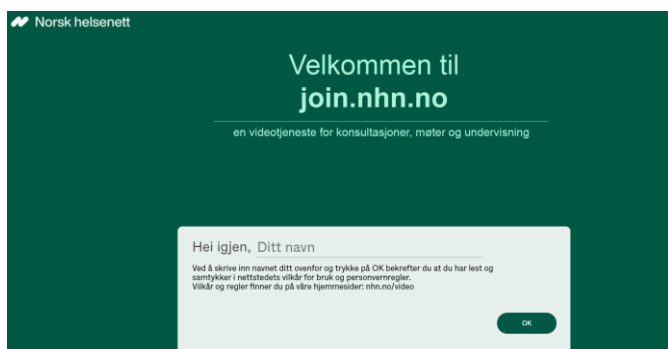 Norsk helsenett
Velkommen til
join.nhn.no
en videotjeneste for konsultasjoner, møter og undervisning
Hei igjen, Ditt navn
Ved å skrive inn navnet ditt ovenfor og trykke på OK bekrefter du at du har lest og
samtykker i nettstedets vilkår for bruk og personvernregler.
Vilkår og regler finner du på våre hjemmesider: nhn.no/video
OK